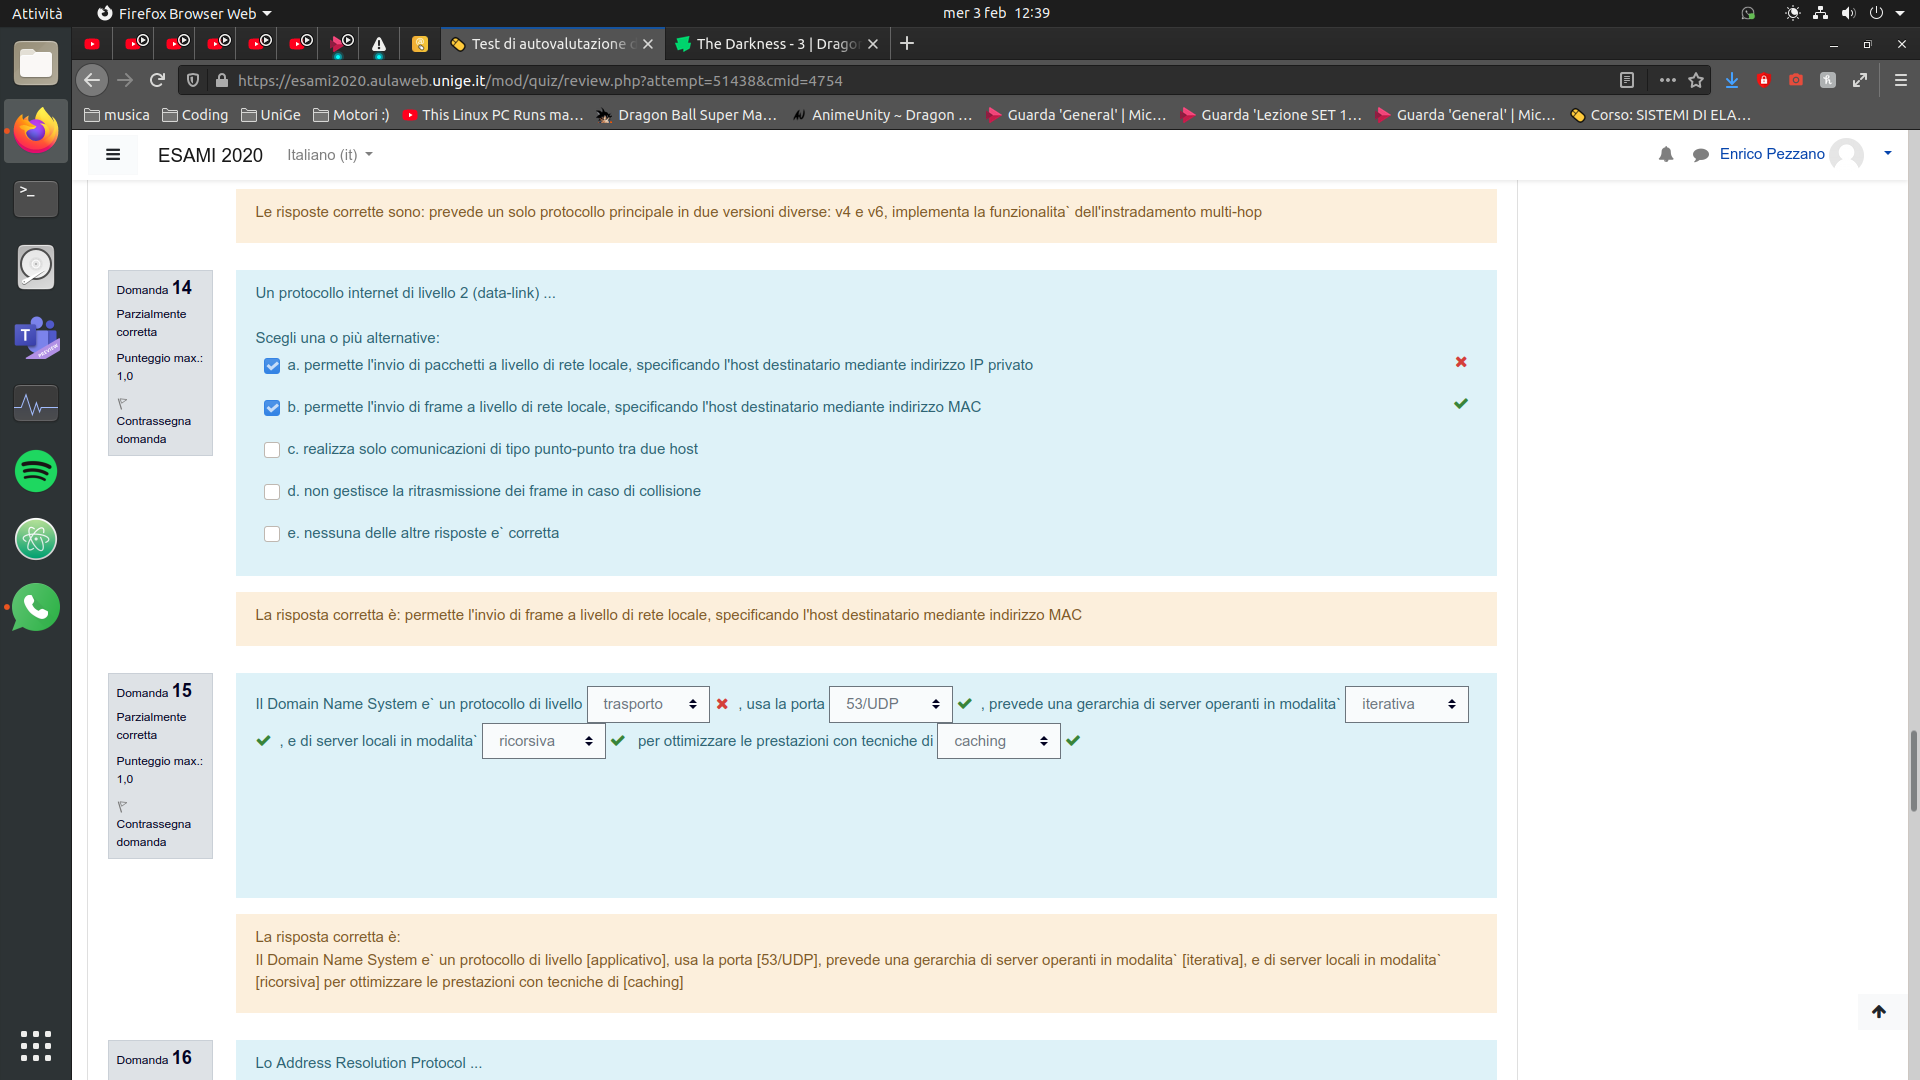 Attività
Firefox Browser Web
mer 3 feb 12:39
Test di autovalutazione d
The Darkness - 3 | Drago
https://esami2020.aulaweb.unige.it/mod/quiz/review.php?attempt=51438&cmid=4754
musica
Coding
UniGe
Motori :)
This Linux PC Runs ma…
Dragon Ball Super Ma…
AnimeUnity ~ Dragon …
Guarda 'General' | Mic…
Guarda 'Lezione SET 1…
Guarda 'General' | Mic…
Corso: SISTEMI DI ELA…
ESAMI 2020
Italiano (it)
Enrico Pezzano
Le risposte corrette sono: prevede un solo protocollo principale in due versioni diverse: v4 e v6, implementa la funzionalita` dell'instradamento multi-hop
Domanda 14
Parzialmente
corretta
Punteggio max.:
1,0
Contrassegna
domanda
Un protocollo internet di livello 2 (data-link) ...
Scegli una o più alternative:
a. permette l'invio di pacchetti a livello di rete locale, specificando l'host destinatario mediante indirizzo IP privato
b. permette l'invio di frame a livello di rete locale, specificando l'host destinatario mediante indirizzo MAC
c. realizza solo comunicazioni di tipo punto-punto tra due host
d. non gestisce la ritrasmissione dei frame in caso di collisione
e. nessuna delle altre risposte e` corretta
La risposta corretta è: permette l'invio di frame a livello di rete locale, specificando l'host destinatario mediante indirizzo MAC
Domanda 15
Parzialmente
corretta
Punteggio max.:
1,0
Contrassegna
domanda
Il Domain Name System e` un protocollo di livello trasporto , usa la porta 53/UDP , prevede una gerarchia di server operanti in modalita` iterativa
, e di server locali in modalita` ricorsiva per ottimizzare le prestazioni con tecniche di caching
La risposta corretta è:
Il Domain Name System e` un protocollo di livello [applicativo], usa la porta [53/UDP], prevede una gerarchia di server operanti in modalita` [iterativa], e di server locali in modalita`
[ricorsiva] per ottimizzare le prestazioni con tecniche di [caching]
Domanda 16
Lo Address Resolution Protocol ...